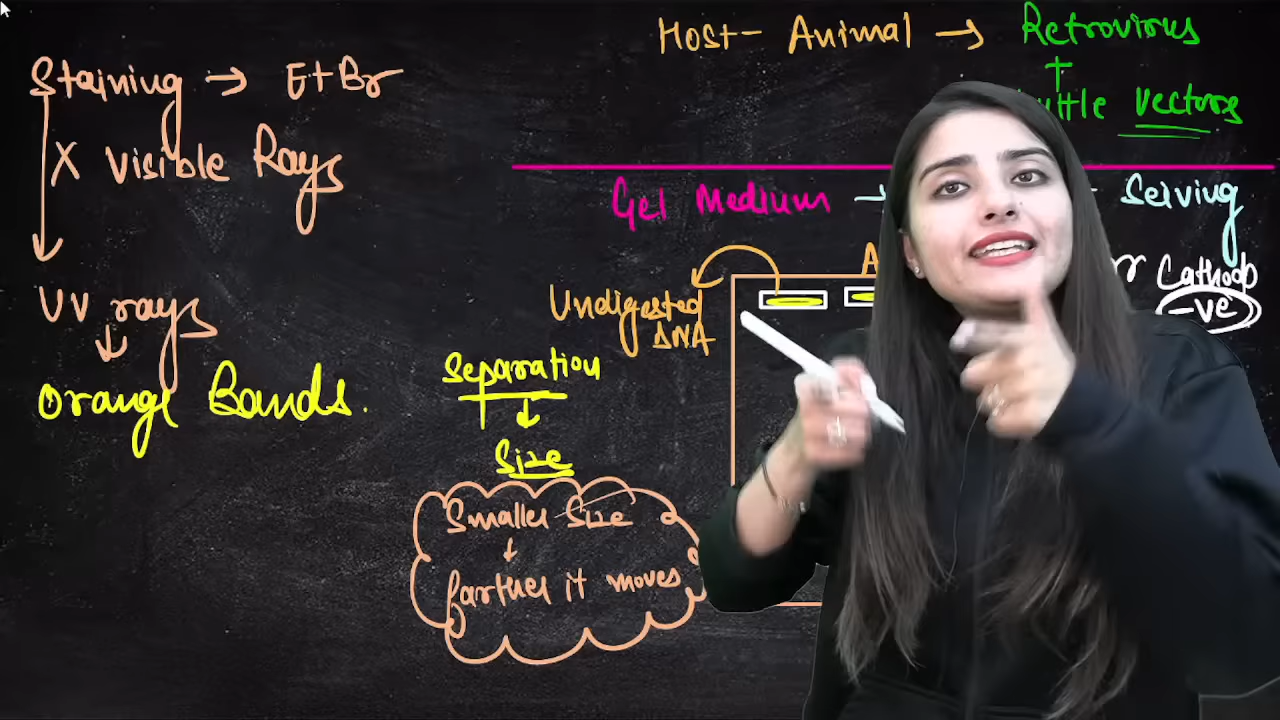 Host - Animal → Retrovirus
+
vectors
Staining → EtBr
X Visible Rays
UV rays
↓
Orange Bands.
Gel Medium →
Serving
Cathode
-ve
Undigested
DNA
Separation
↓
Size
Smaller Size
↓
farther it moves